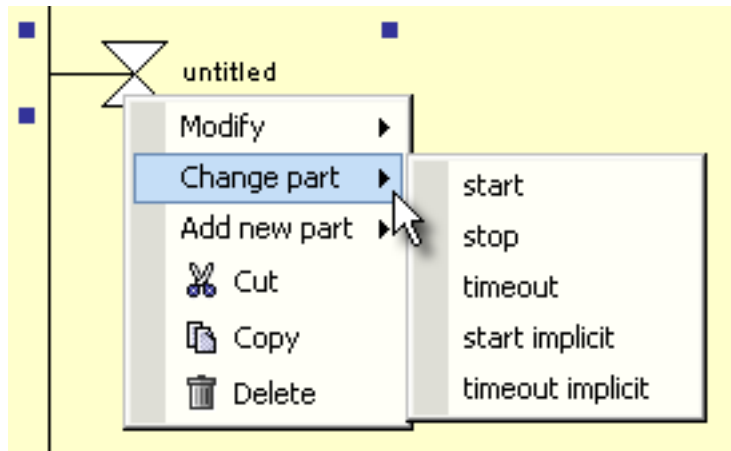 untitled
Modify
Change part
Add new part
Cut
Copy
Delete
start
stop
timeout
start implicit
timeout implicit